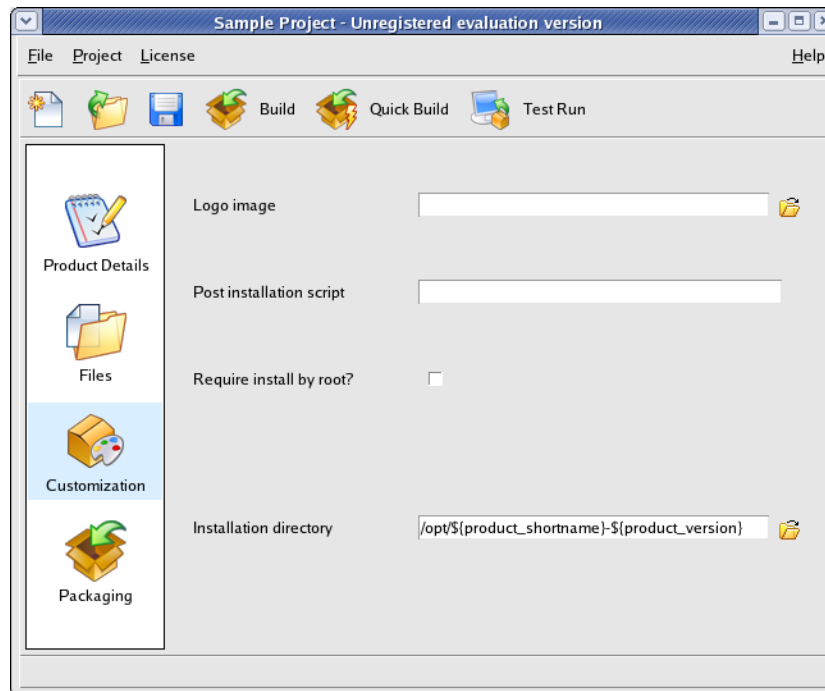 Sample Project - Unregistered evaluation version
File Project License Help
Build Quick Build Test Run
Product Details
Files
Customization
Packaging
Logo image
Post installation script
Require install by root?
Installation directory /opt/${product_shortname}-${product_version}